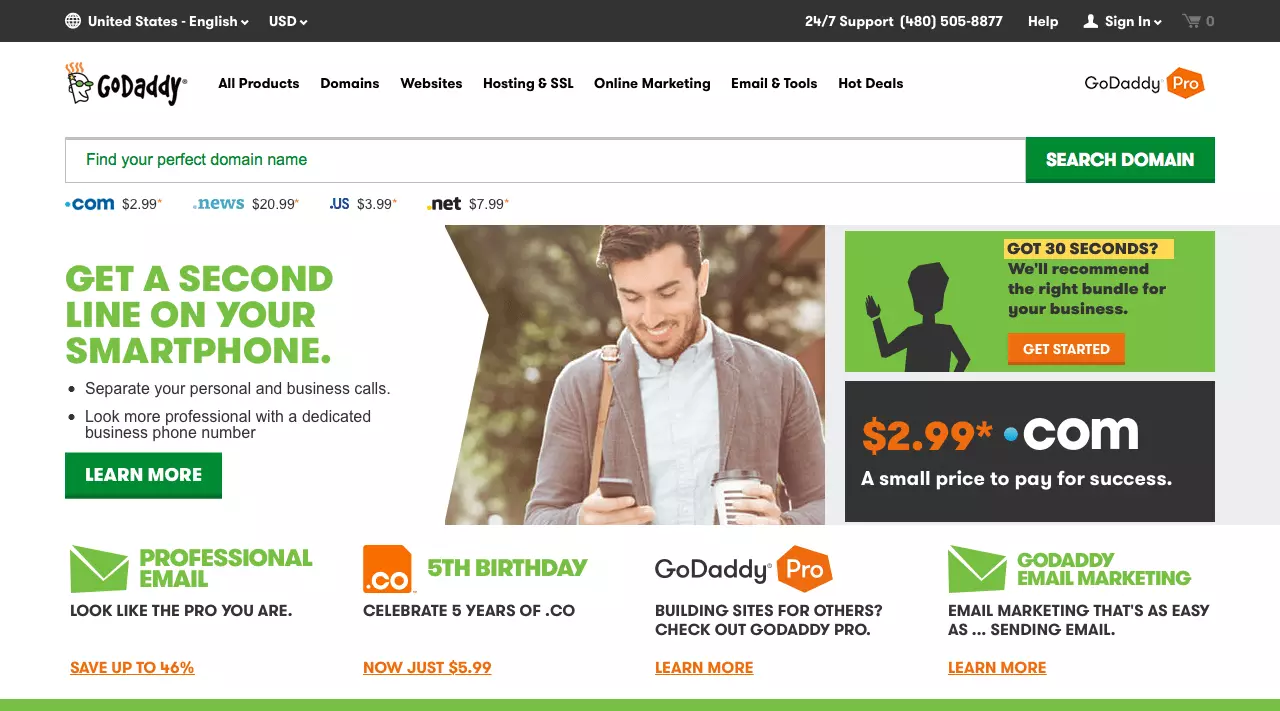 United States - English USD 24/7 Support (480) 505-8877 Help Sign In 0
GoDaddy® All Products Domains Websites Hosting & SSL Online Marketing Email & Tools Hot Deals GoDaddy Pro
Find your perfect domain name SEARCH DOMAIN
.com $2.99* .news $20.99* .US $3.99* .net $7.99*
GET A SECOND
LINE ON YOUR
SMARTPHONE.
• Separate your personal and business calls.
• Look more professional with a dedicated
business phone number
LEARN MORE
GOT 30 SECONDS?
We'll recommend
the right bundle for
your business.
GET STARTED
$2.99* .com
A small price to pay for success.
PROFESSIONAL
EMAIL
LOOK LIKE THE PRO YOU ARE.
SAVE UP TO 46%
.CO 5TH BIRTHDAY
CELEBRATE 5 YEARS OF .CO
NOW JUST $5.99
GoDaddy® Pro
BUILDING SITES FOR OTHERS?
CHECK OUT GODADDY PRO.
LEARN MORE
GODADDY
EMAIL MARKETING
EMAIL MARKETING THAT'S AS EASY
AS ... SENDING EMAIL.
LEARN MORE